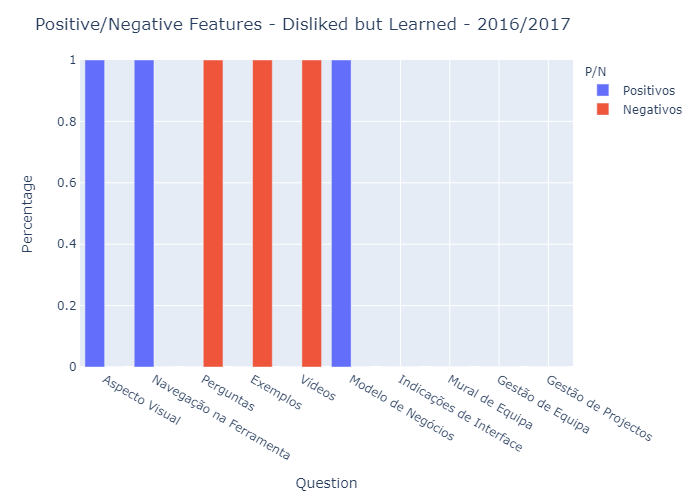 Positive/Negative Features - Disliked but Learned - 2016/2017
P/N
Positivos
Negativos
Percentage
1
0.8
0.6
0.4
0.2
0
Aspecto Visual
Navegação na Ferramenta
Perguntas
Exemplos
Vídeos
Modelo de Negócios
Indicações de Interface
Mural de Equipa
Gestão de Equipa
Gestão de Projectos
Question